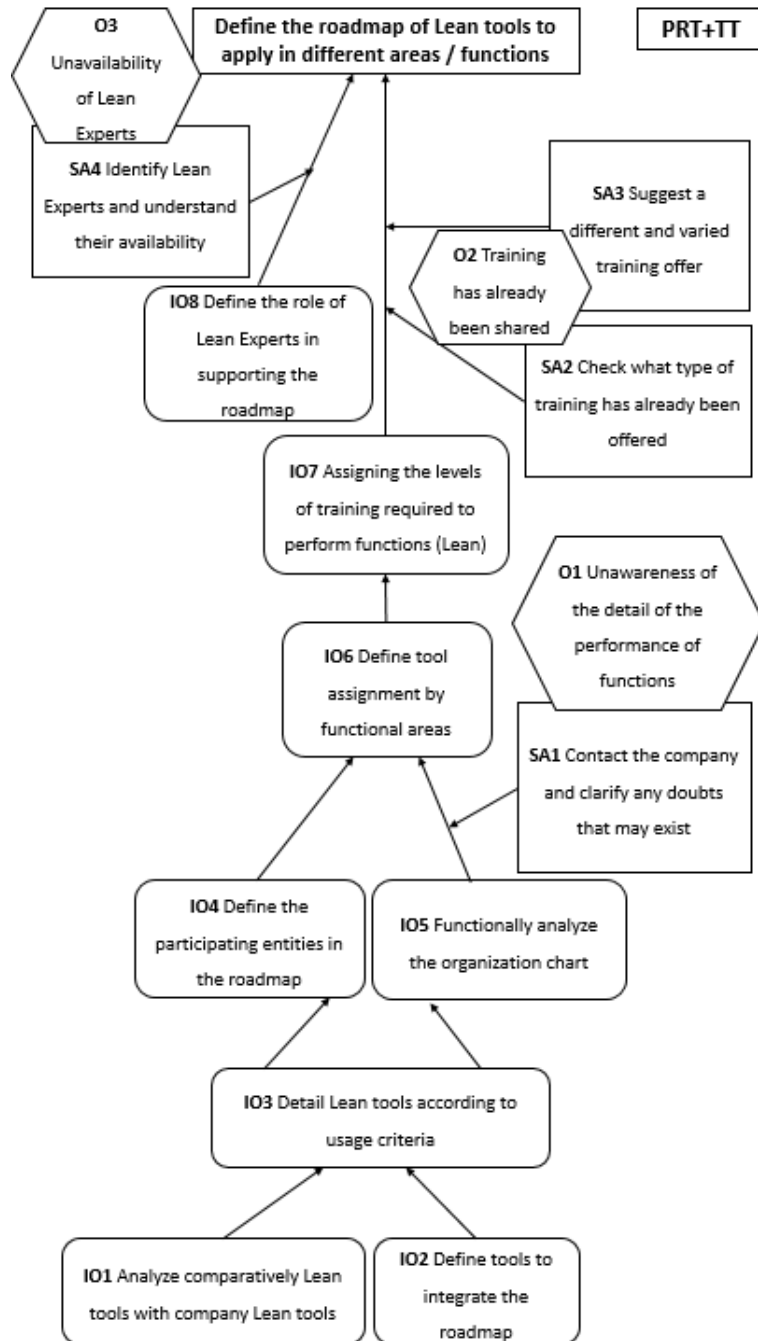 O3
Unavailability
of Lean
Experts
Define the roadmap of Lean tools to
apply in different areas / functions
PRT+TT
SA4 Identify Lean
Experts and understand
their availability
SA3 Suggest a
different and varied
training offer
O2 Training
has already
been shared
IO8 Define the role of
Lean Experts in
supporting the
roadmap
SA2 Check what type of
training has already been
offered
IO7 Assigning the levels
of training required to
perform functions (Lean)
O1 Unawareness of
the detail of the
performance of
functions
IO6 Define tool
assignment by
functional areas
SA1 Contact the company
and clarify any doubts
that may exist
IO4 Define the
participating entities in
the roadmap
IO5 Functionally analyze
the organization chart
IO3 Detail Lean tools according to
usage criteria
IO1 Analyze comparatively Lean
tools with company Lean tools
IO2 Define tools to
integrate the
roadmap